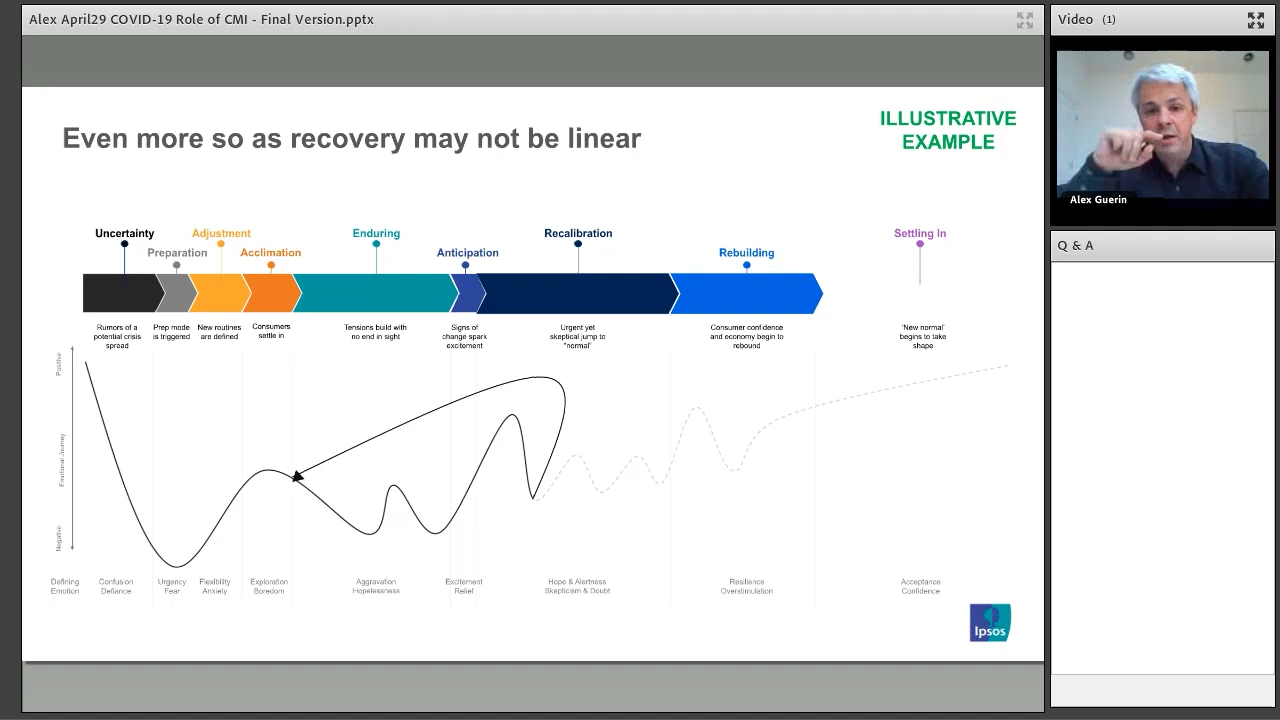 Alex April29 COVID-19 Role of CMI - Final Version.pptx
Video (1)
Alex Guerin
Q & A
Even more so as recovery may not be linear
ILLUSTRATIVE
EXAMPLE
Uncertainty
Preparation
Adjustment
Acclimation
Enduring
Anticipation
Recalibration
Rebuilding
Settling In
Rumors of a
potential crisis
spread
Prep mode
is triggered
New routines
are defined
Consumers
settle in
Tensions build with
no end in sight
Signs of
change spark
excitement
Urgent yet
skeptical jump to
"normal"
Consumer confidence
and economy begin to
rebound
'New normal'
begins to take
shape
Positive
Emotional Journey
Negative
Defining
Emotion
Confusion
Defiance
Urgency
Fear
Flexibility
Anxiety
Exploration
Boredom
Aggravation
Hopelessness
Excitement
Relief
Hope & Alertness
Skepticism & Doubt
Resilience
Overstimulation
Acceptance
Confidence
Ipsos